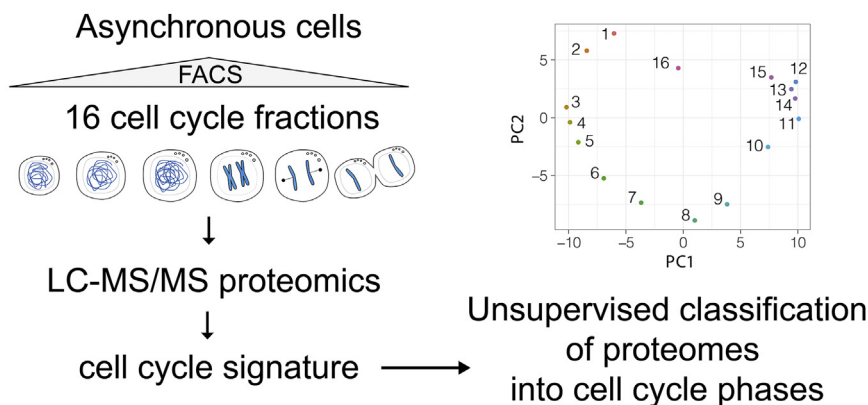 Asynchronous cells
FACS
16 cell cycle fractions
LC-MS/MS proteomics
cell cycle signature
1
2
16
15
12
13
14
3
4
11
5
10
6
7
9
8
5
0
−5
PC2
−10
−5
0
5
10
PC1
Unsupervised classification
of proteomes
into cell cycle phases